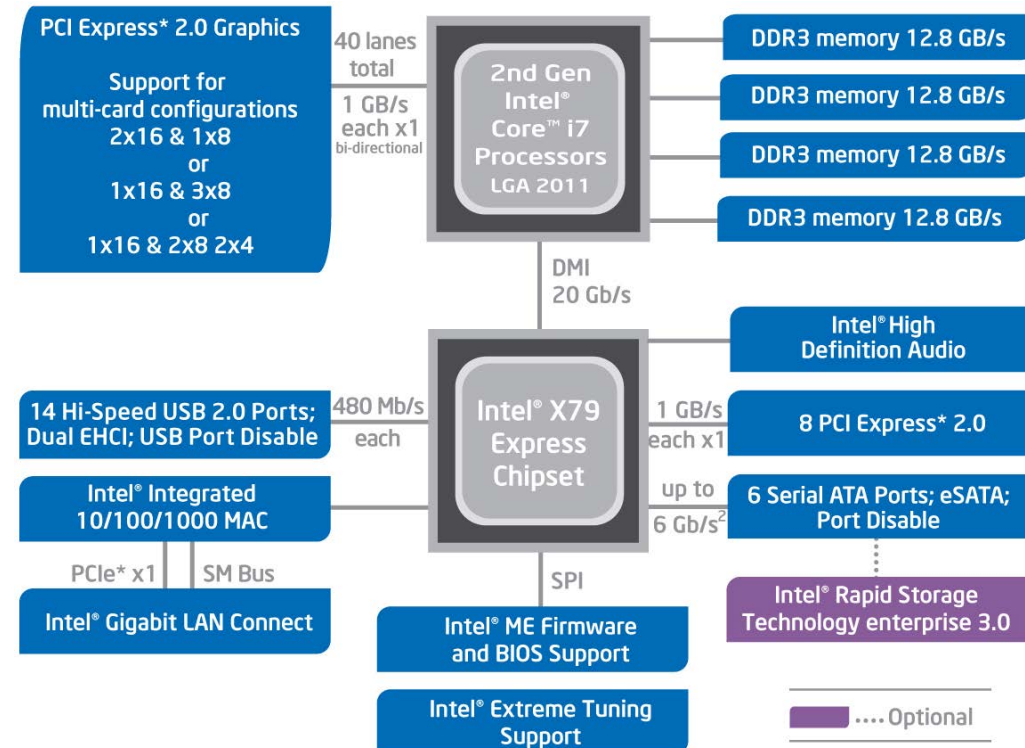 PCI Express* 2.0 Graphics
Support for
multi-card configurations
2x16 & 1x8
or
1x16 & 3x8
or
1x16 & 2x8 2x4
40 lanes
total
1 GB/s
each x1
bi-directional
2nd Gen
Intel®
Core™ i7
Processors
LGA 2011
DDR3 memory 12.8 GB/s
DDR3 memory 12.8 GB/s
DDR3 memory 12.8 GB/s
DDR3 memory 12.8 GB/s
DMI
20 Gb/s
Intel® High
Definition Audio
14 Hi-Speed USB 2.0 Ports;
Dual EHCI; USB Port Disable
480 Mb/s
each
Intel® X79
Express
Chipset
1 GB/s
each x1
8 PCI Express* 2.0
Intel® Integrated
10/100/1000 MAC
up to
6 Gb/s²
6 Serial ATA Ports; eSATA;
Port Disable
PCIe* x1
SM Bus
Intel® Gigabit LAN Connect
SPI
Intel® Rapid Storage
Technology enterprise 3.0
Intel® ME Firmware
and BIOS Support
Intel® Extreme Tuning
Support
.... Optional